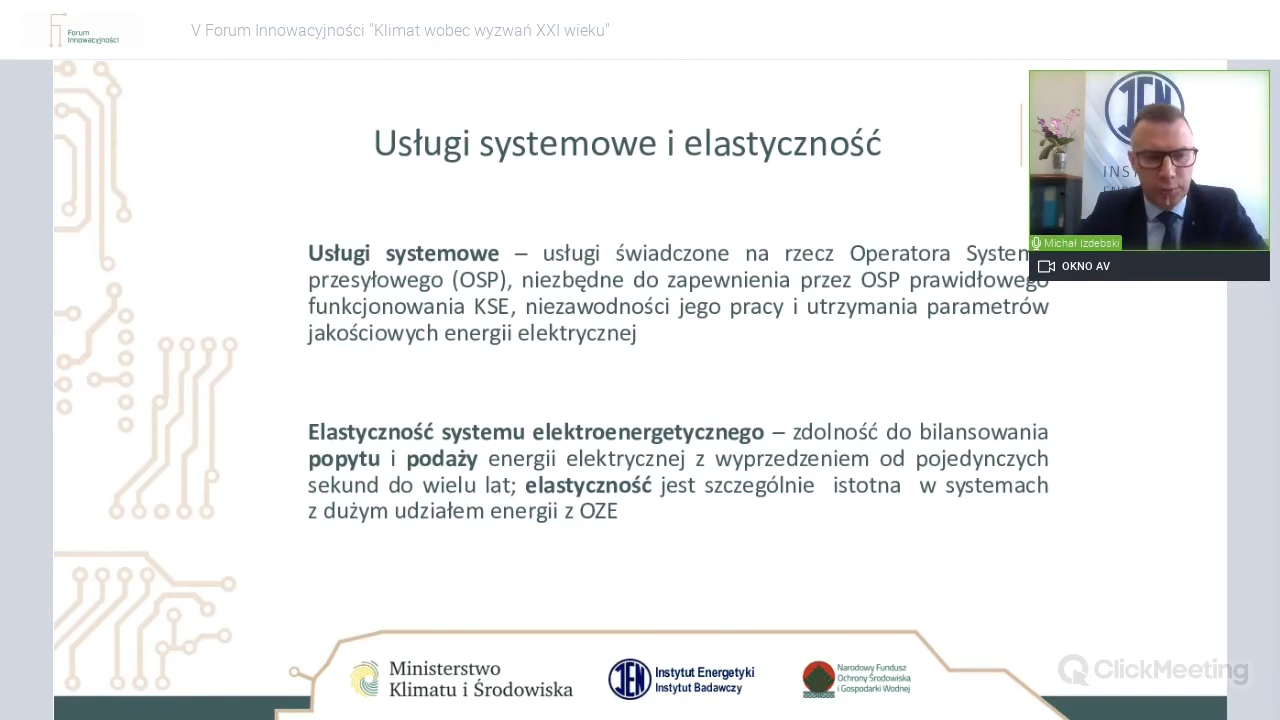 Forum
Innowacyjności
V Forum Innowacyjności "Klimat wobec wyzwań XXI wieku"
Usługi systemowe i elastyczność
Usługi systemowe – usługi świadczone na rzecz Operatora System
przesyłowego (OSP), niezbędne do zapewnienia przez OSP prawidłowego
funkcjonowania KSE, niezawodności jego pracy i utrzymania parametrów
jakościowych energii elektrycznej
Elastyczność systemu elektroenergetycznego – zdolność do bilansowania
popytu i podaży energii elektrycznej z wyprzedzeniem od pojedynczych
sekund do wielu lat; elastyczność jest szczególnie istotna w systemach
z dużym udziałem energii z OZE
IEN
Michał Izdebski
OKNO AV
Ministerstwo
Klimatu i Środowiska
IEN
Instytut Energetyki
Instytut Badawczy
Narodowy Fundusz
Ochrony Środowiska
i Gospodarki Wodnej
ClickMeeting